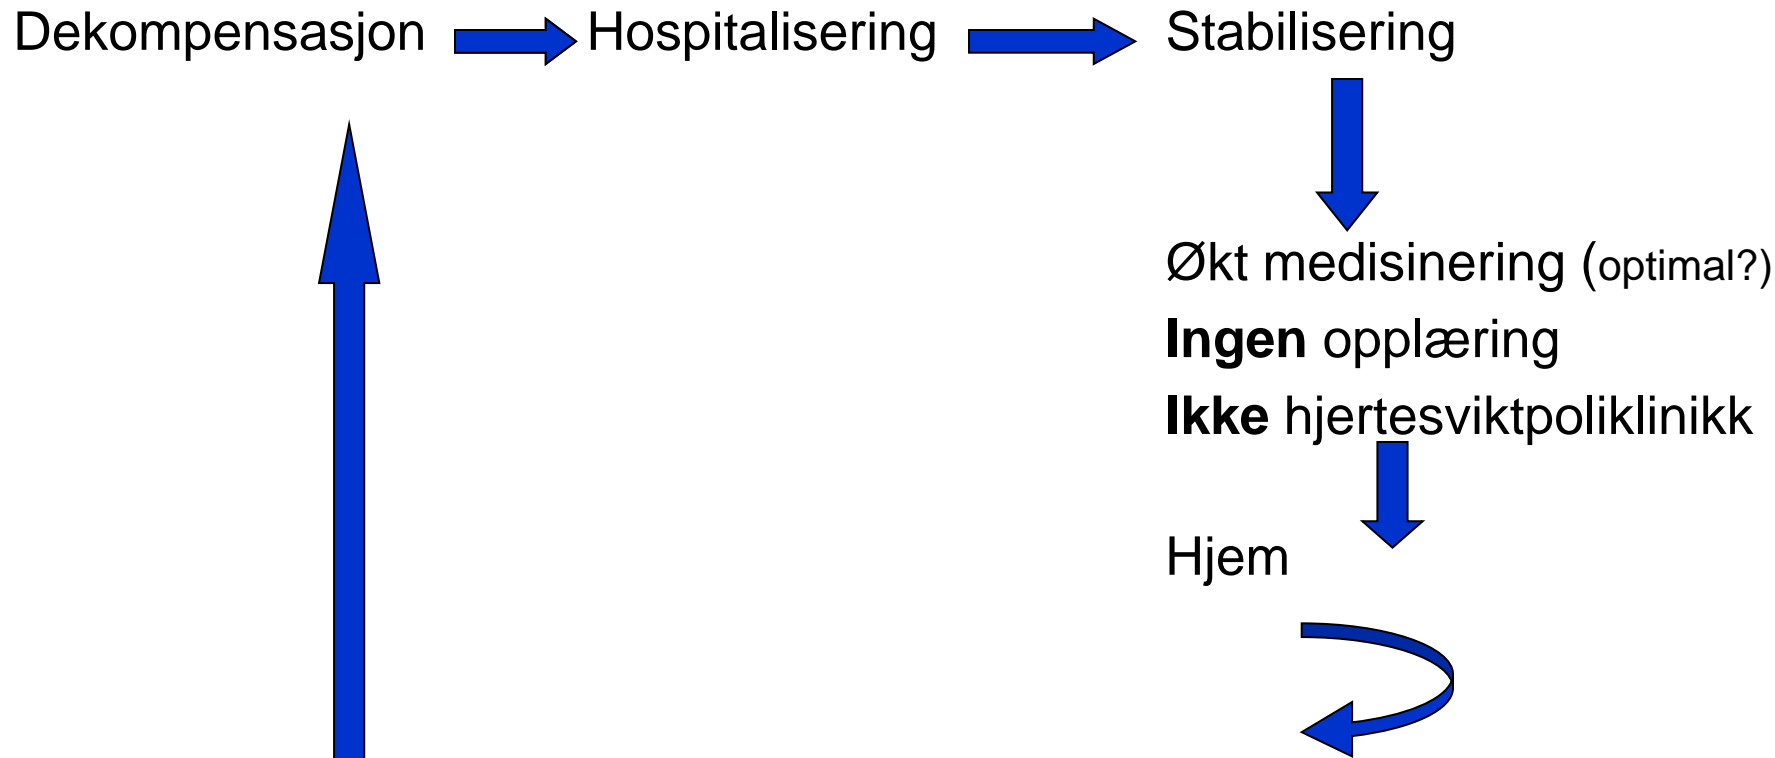 Dekompensasjon Hospitalisering Stabilisering
Økt medisinering (optimal?)
Ingen opplæring
Ikke hjertesviktpoliklinikk
Hjem